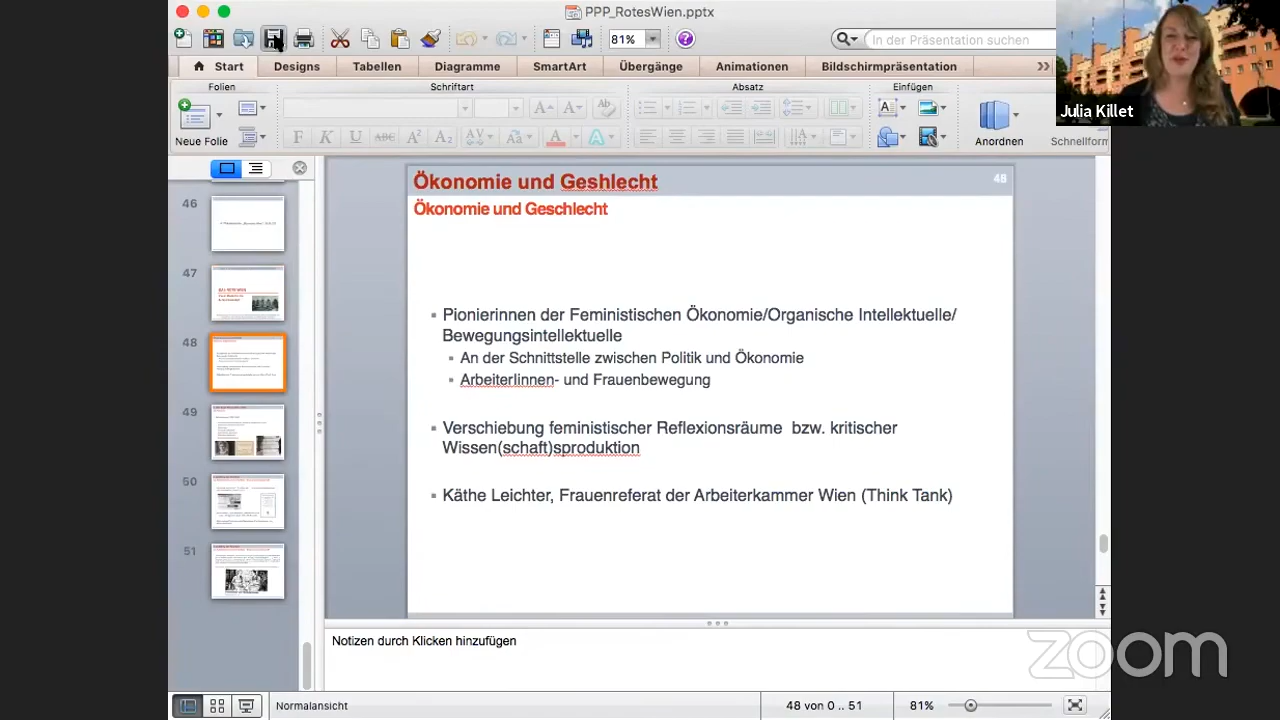 PPP_RotesWien.pptx
81%
In der Präsentation suchen
Start
Designs
Tabellen
Diagramme
SmartArt
Übergänge
Animationen
Bildschirmpräsentation
Folien
Schriftart
Absatz
Einfügen
Neue Folie
Anordnen
Schnellform
Julia Killet
46
47
48
49
50
51
Ökonomie und Geshlecht
48
Ökonomie und Geschlecht
Pionierinnen der Feministischen Ökonomie/Organische Intellektuelle/
Bewegungsintellektuelle
An der Schnittstelle zwischen Politik und Ökonomie
ArbeiterIinnen- und Frauenbewegung
Verschiebung feministischer Reflexionsräume bzw. kritischer
Wissen(schaft)sproduktion
Käthe Leichter, Frauenreferat der Arbeiterkammer Wien (Think Tank)
Notizen durch Klicken hinzufügen
zoom
Normalansicht
48 von 0 .. 51
81%